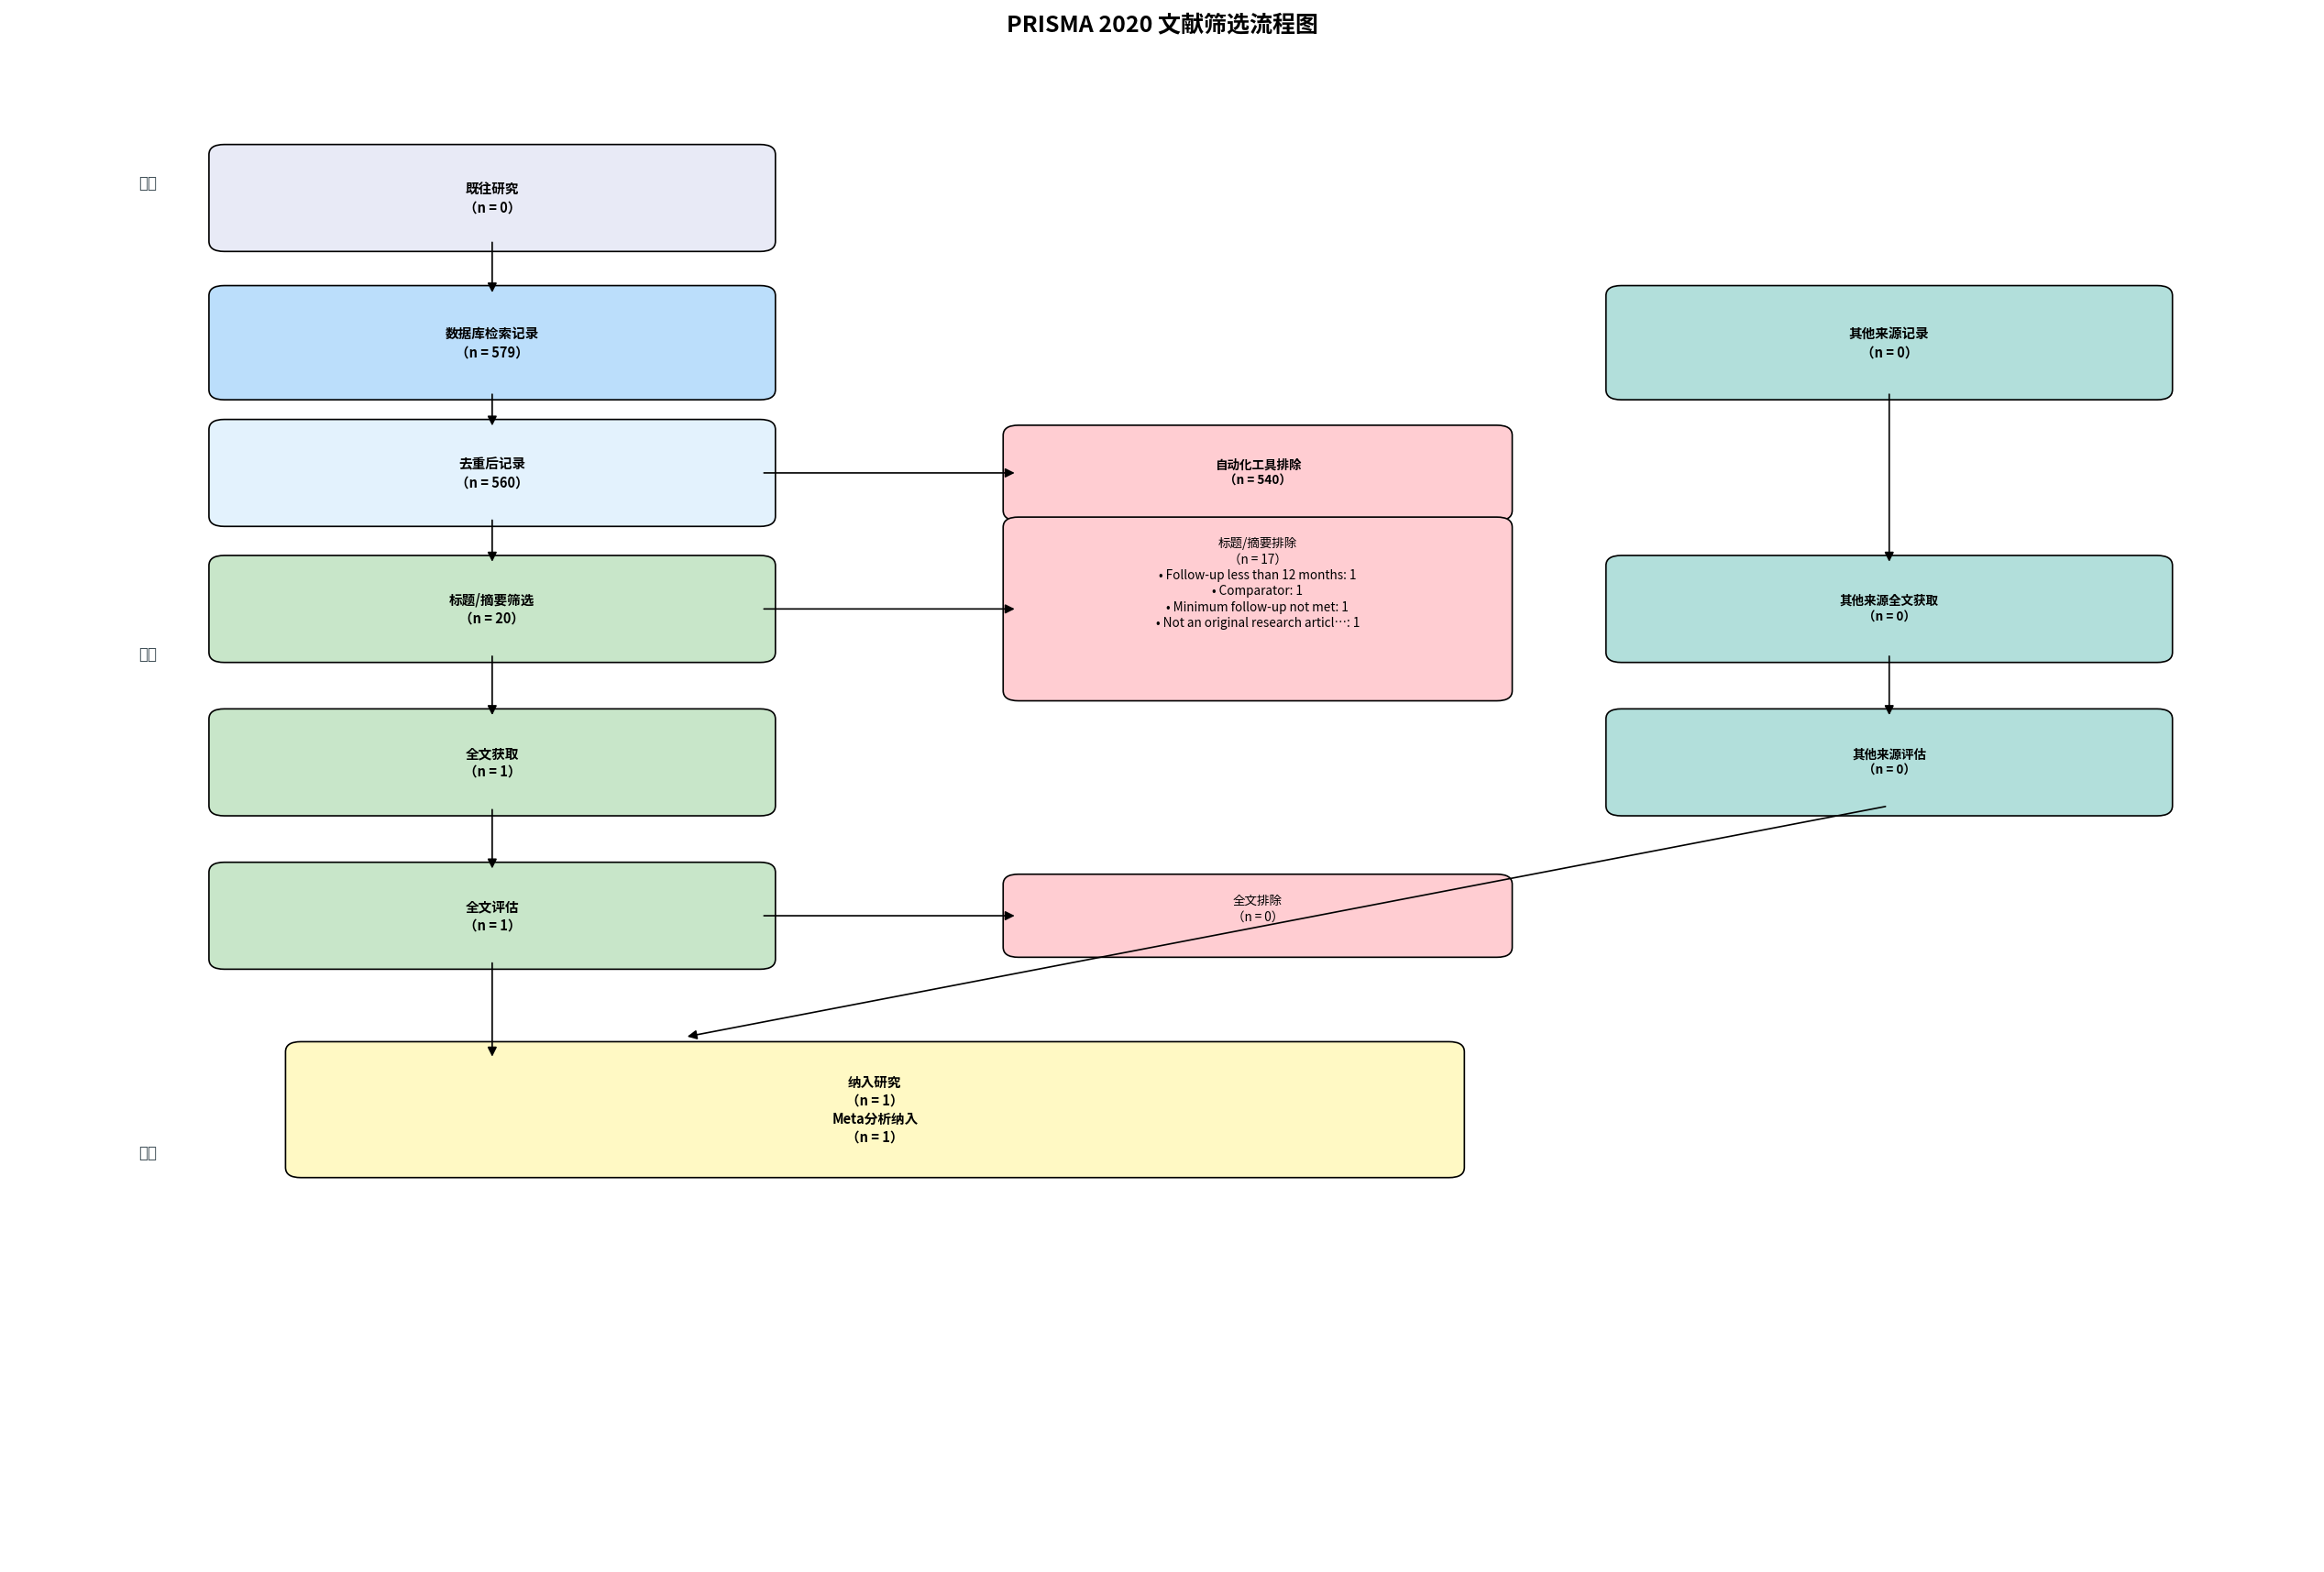 PRISMA 2020 文献筛选流程图
既往研究
（n = 0）
数据库检索记录
（n = 579）
其他来源记录
（n = 0）
去重后记录
（n = 560）
自动化工具排除
（n = 540）
标题/摘要筛选
（n = 20）
标题/摘要排除
（n = 17）
• Follow-up less than 12 months: 1
• Comparator: 1
• Minimum follow-up not met: 1
• Not an original research articl…: 1
其他来源全文获取
（n = 0）
全文获取
（n = 1）
其他来源评估
（n = 0）
全文评估
（n = 1）
全文排除
（n = 0）
纳入研究
（n = 1）
Meta分析纳入
（n = 1）